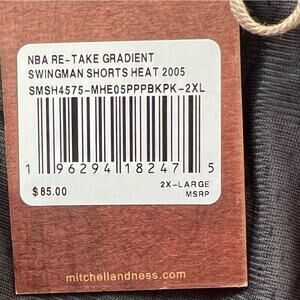 NBA RE-TAKE GRADIENT
SWINGMAN SHORTS HEAT 2005
SMSH4575-MHE05PPPBKPK-2XL
1 96294 18247 5
$85.00
2X-LARGE
MSRP
mitchellandness.com